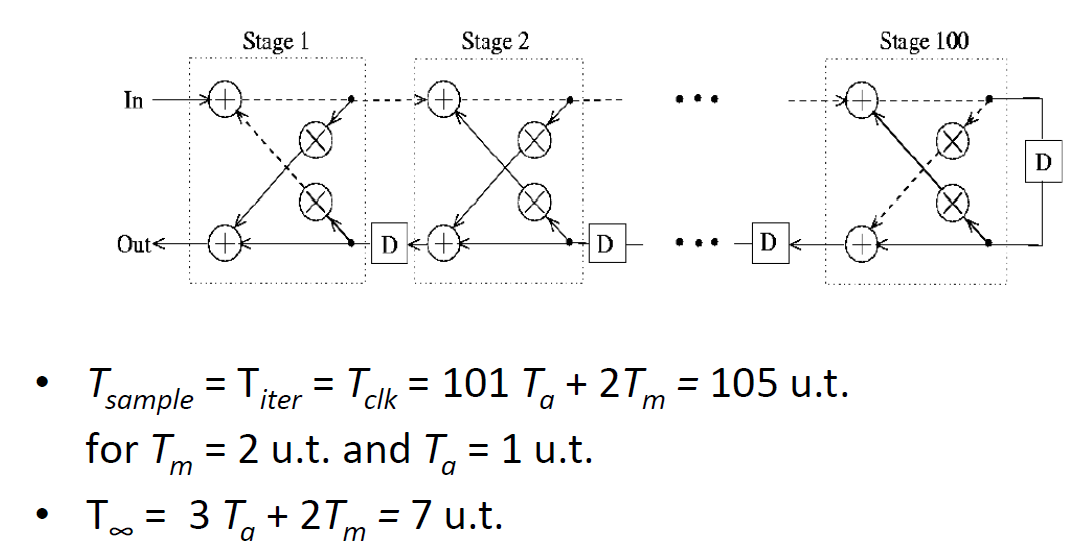 Stage 1 Stage 2 Stage 100
In
D
Out D D D
• T_sample = T_iter = T_clk = 101 T_a + 2T_m = 105 u.t.
for T_m = 2 u.t. and T_a = 1 u.t.
• T_∞ = 3 T_a + 2T_m = 7 u.t.